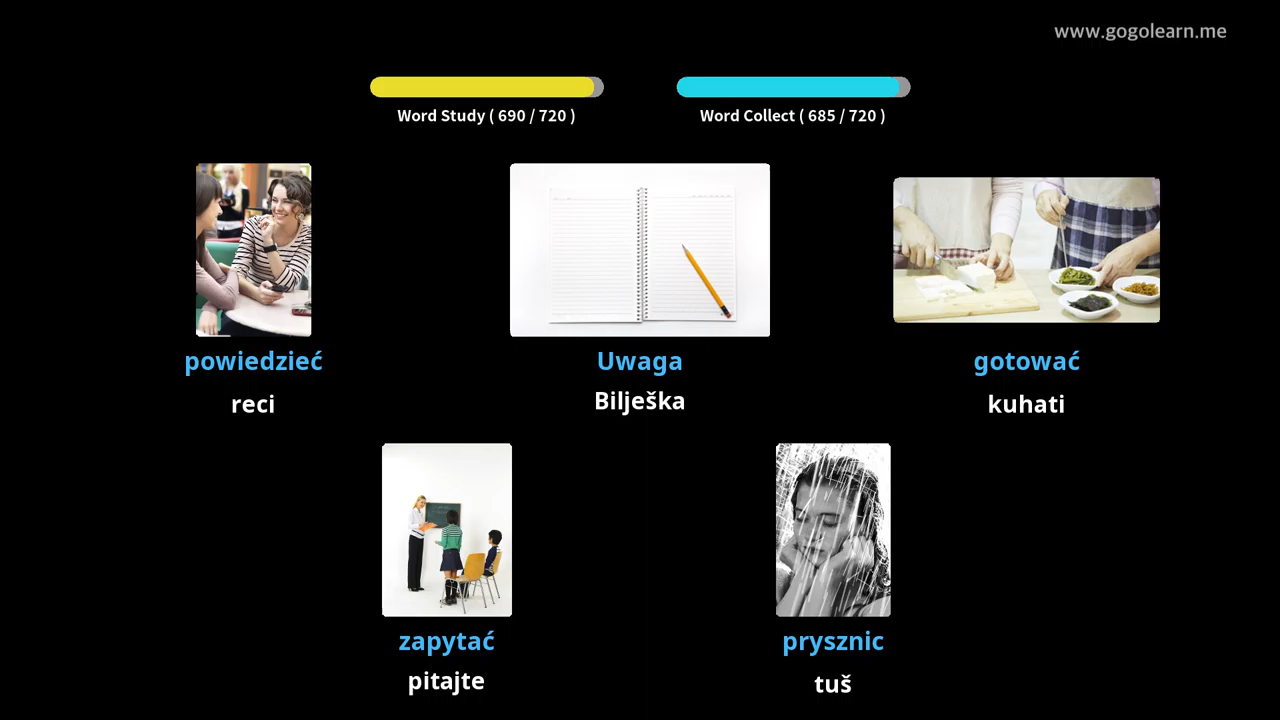 www.gogolearn.me
Word Study ( 690 / 720 )
Word Collect ( 685 / 720 )
powiedzieć
reci
Uwaga
Bilješka
gotować
kuhati
zapytać
pitajte
prysznic
tuš